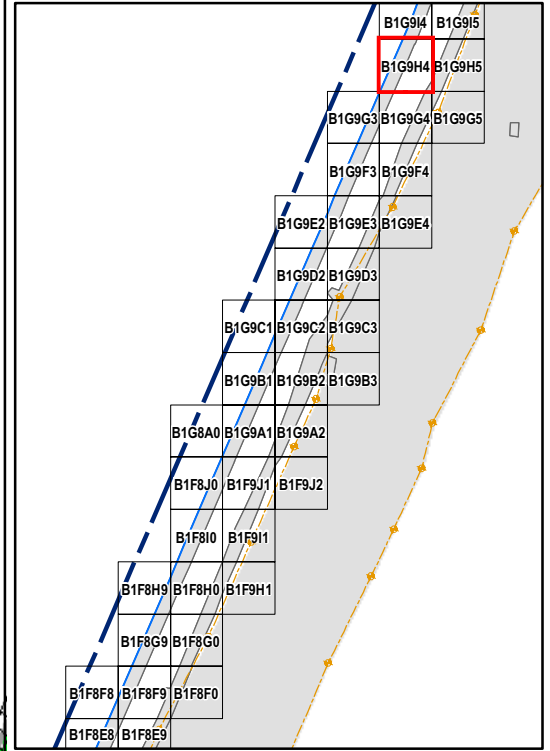 B1G9I4 B1G9I5
B1G9H4 B1G9H5
B1G9G3 B1G9G4 B1G9G5
B1G9F3 B1G9F4
B1G9E2 B1G9E3 B1G9E4
B1G9D2 B1G9D3
B1G9C1 B1G9C2 B1G9C3
B1G9B1 B1G9B2 B1G9B3
B1G8A0 B1G9A1 B1G9A2
B1F8J0 B1F9J1 B1F9J2
B1F8I0 B1F9I1
B1F8H9 B1F8H0 B1F9H1
B1F8G9 B1F8G0
B1F8F8 B1F8F9 B1F8F0
B1F8E8 B1F8E9